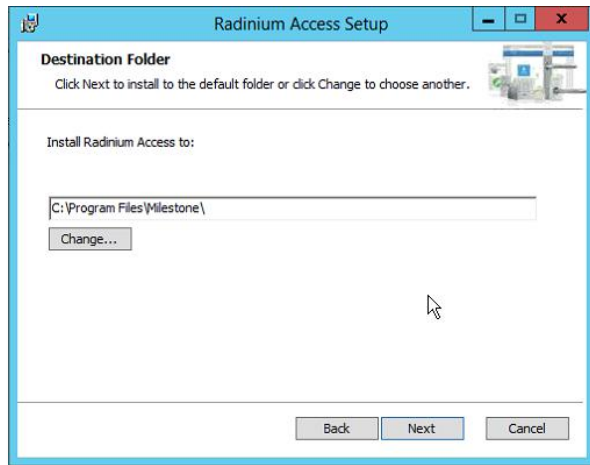 Radinium Access Setup
Destination Folder
Click Next to install to the default folder or click Change to choose another.
Install Radinium Access to:
C:\Program Files\Milestone\
Change...
Back Next Cancel